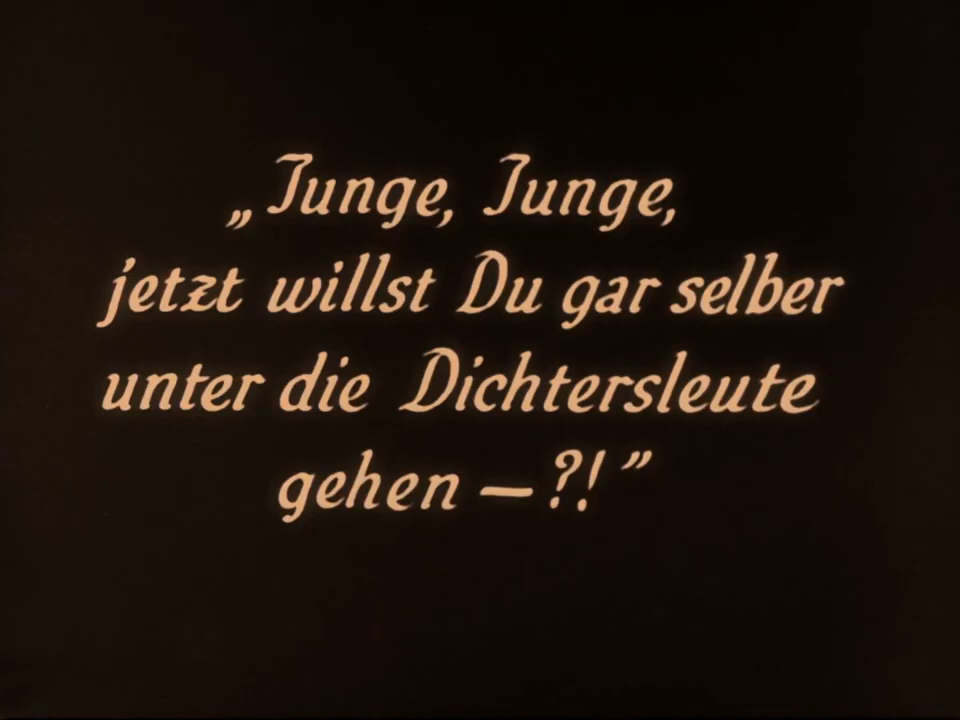 „Junge, Junge,
jetzt willst Du gar selber
unter die Dichtersleute
gehen — ?!”